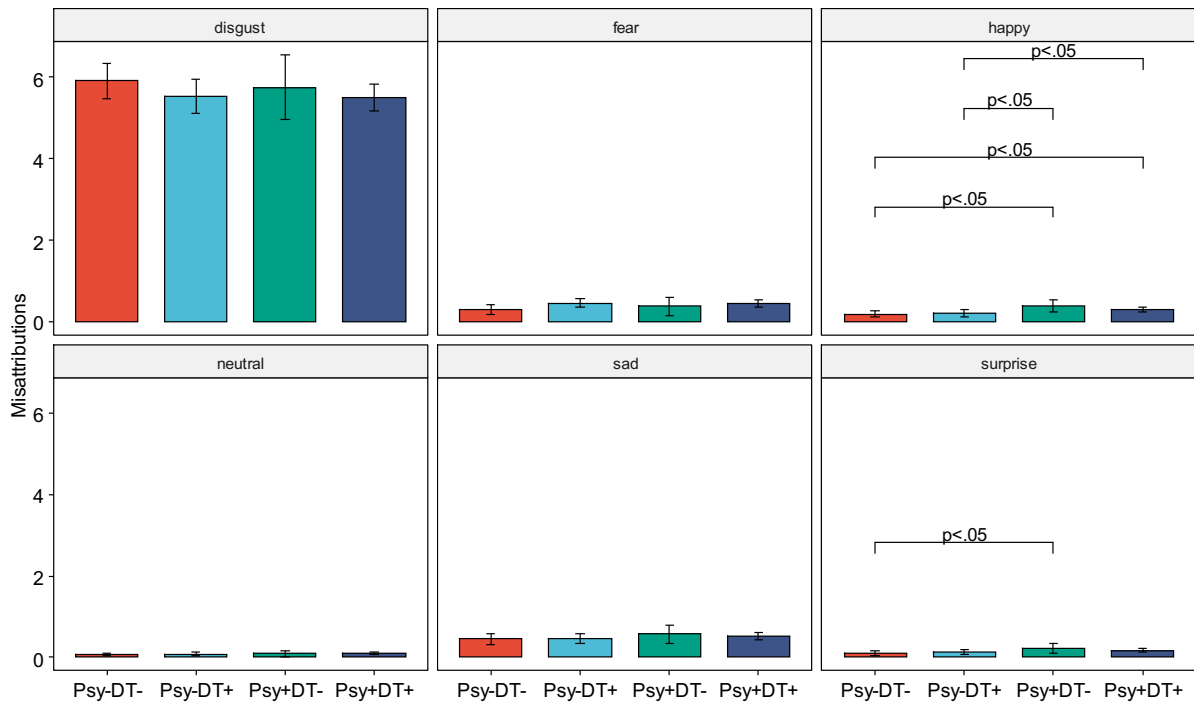 disgust fear happy
p<.05
6
p<.05
4
p<.05
2
p<.05
0
neutral sad surprise
Misattributions
6
4
p<.05
2
0
Psy-DT- Psy-DT+ Psy+DT- Psy+DT+ Psy-DT- Psy-DT+ Psy+DT- Psy+DT+ Psy-DT- Psy-DT+ Psy+DT- Psy+DT+